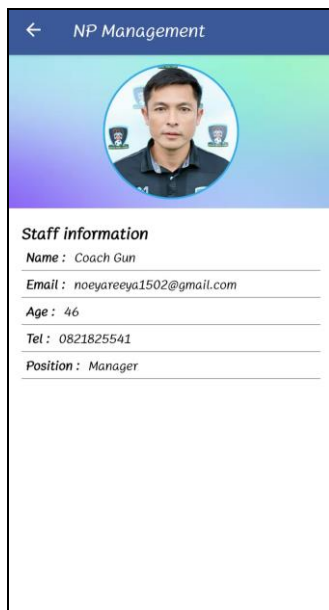 NP Management
Staff information
Name : Coach Gun
Email : noeyareeya1502@gmail.com
Age : 46
Tel : 0821825541
Position : Manager